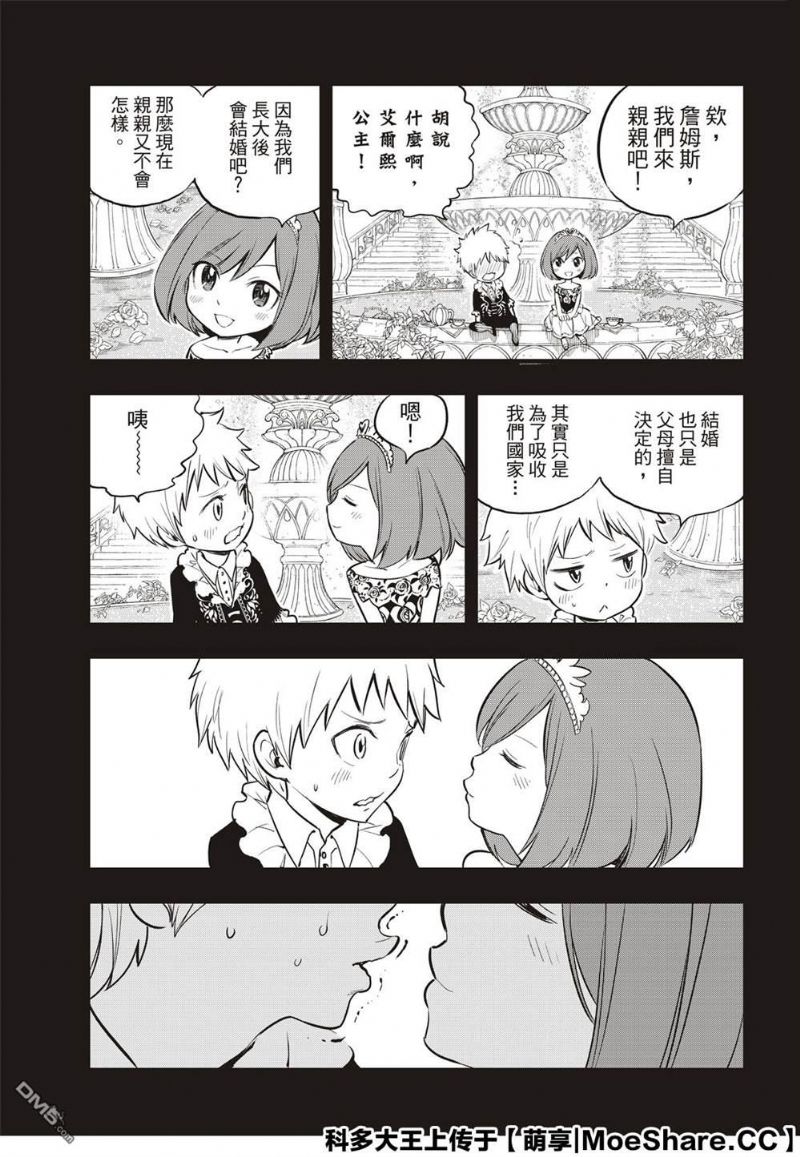 欸，
詹姆斯，
我們來
親親吧！
胡說
什麼啊，
艾爾熙
公主！
因為我們
長大後
會結婚吧？
那麼現在
親親又不會
怎樣。
結婚
也只是
父母擅自
決定的，
其實只是
為了吸收
我們國家…
嗯！
咦……
DM5
.com
科多大王上传于【萌享|MoeShare.CC】